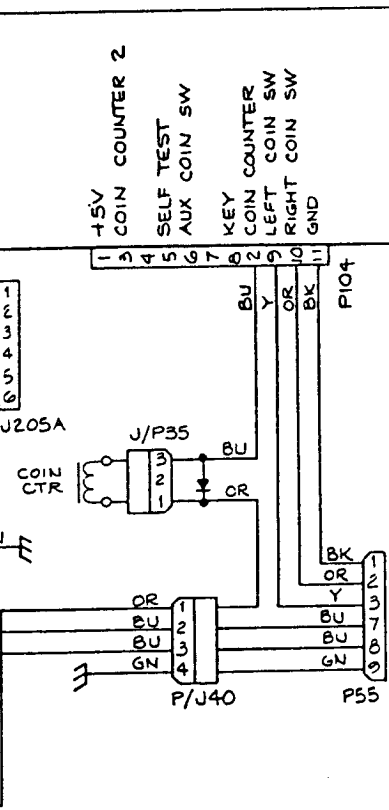 +5V
COIN COUNTER 2
SELF TEST
AUX COIN SW
KEY
COIN COUNTER
LEFT COIN SW
RIGHT COIN SW
GND
1 3 4 5 6 7 8 2 9 10 11
BU
Y
OR
BK
P104
1
2
3
4
5
6
J205A
J/P35
COIN
CTR
3
2
1
BU
OR
OR 1
BU 2
BU 3
GN 4
P/J40
BK 1
OR 2
Y 3
BU 7
BU 8
GN 9
P55